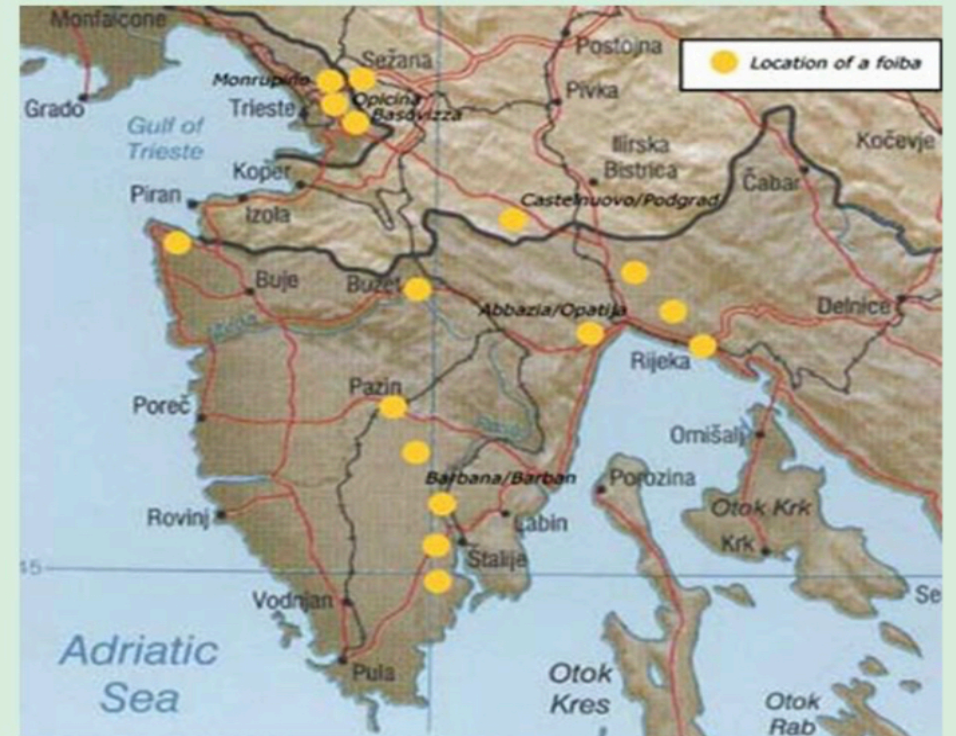 Monfalcone
Postojna
Location of a foiba
Sežana
Monrupino
Pivka
Opicina
Grado
Trieste
Basovizza
Gulf of
Trieste
Kočevje
Ilirska
Bistrica
Koper
Čabar
Piran
Castelnuovo/Podgrad
Izola
Buje
Buzet
Delnice
Abbazia/Opatija
Rijeka
Pazin
Poreč
Omišalj
Barbana/Barban
Porozina
Otok Krk
Rovinj
Labin
Krk
Štalije
45
Se
Vodnjan
Adriatic
Sea
Pula
Otok
Kres
Otok
Rab